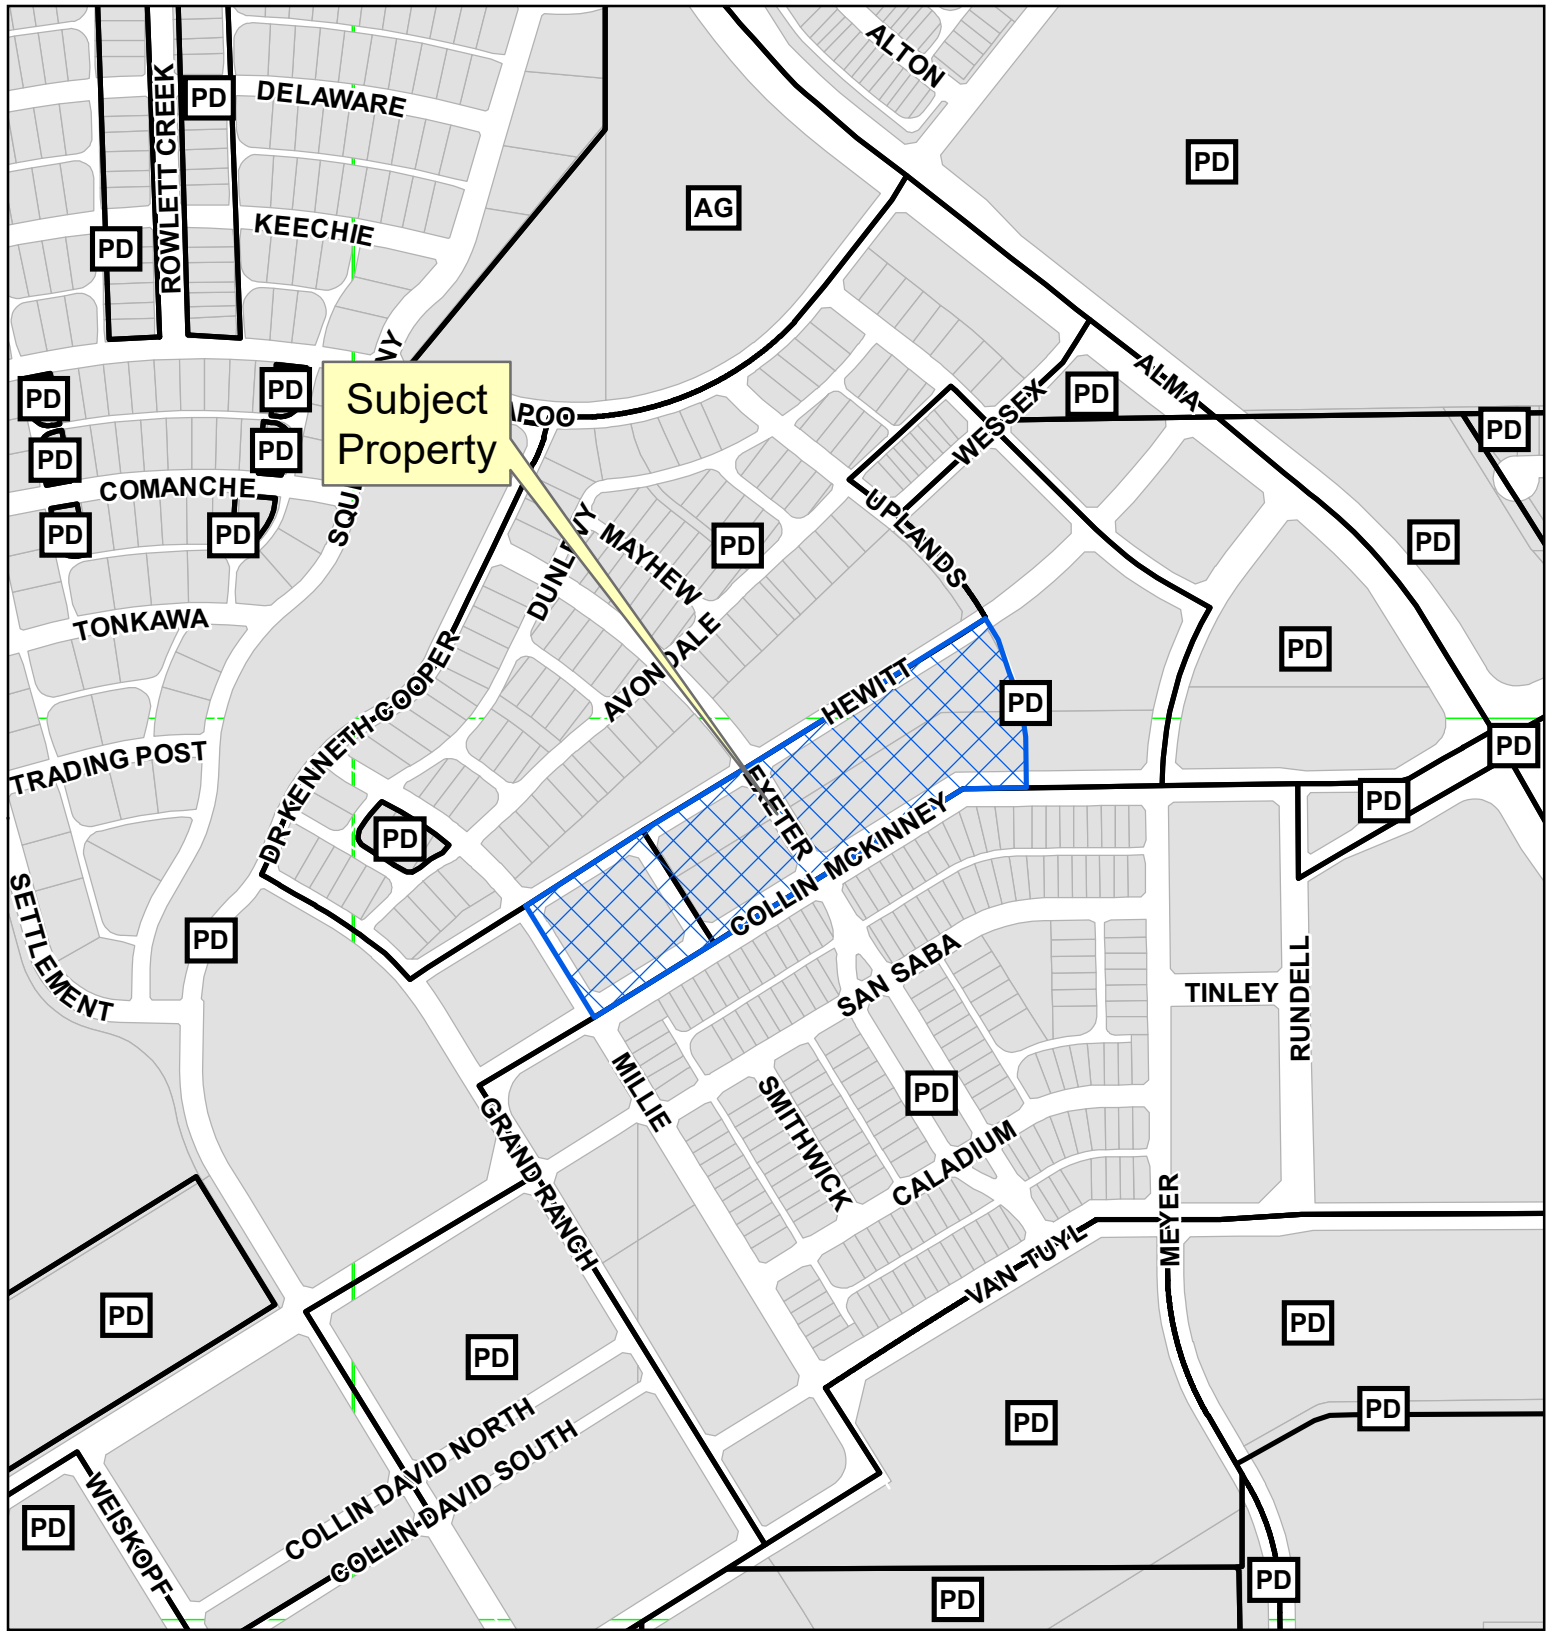 ALTON
DELAWARE
PD
ROWLETT CREEK
PD
AG
KEECHIE
PD
Subject
Property
PD
PD
ALMA
PD
WESSEX
PD
PD
PD
COMANCHE
UPLANDS
PD
PD
DUNLEVY
MAYHEW
PD
PD
TONKAWA
AVONDALE
PD
DR KENNETH COOPER
HEWITT
PD
TRADING POST
PD
EXETER
PD
PD
COLLIN MCKINNEY
SETTLEMENT
PD
SAN SABA
TINLEY
RUNDELL
MILLIE
PD
SMITHWICK
GRAND RANCH
CALADIUM
MEYER
VAN TUYL
PD
PD
PD
PD
PD
COLLIN DAVID NORTH
COLLIN DAVID SOUTH
WEISKOPF
PD
PD
PD